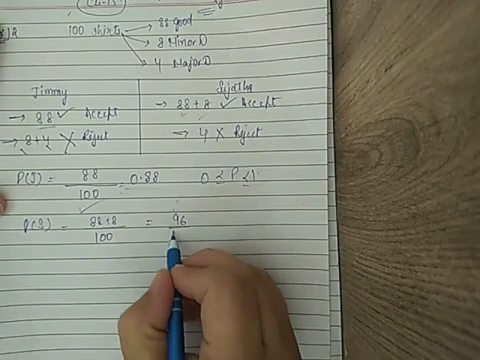 100 shirts
88 good
8 Minor D
4 Major D
Jimmy
→ 88 ✓ Accept
→ 8+4 X Reject
Sujatha
→ 88+8 ✓ Accept
→ 4 X Reject
P(J) = 88/100 = 0.88 0 ≤ P ≤ 1
P(S) = 88+8/100 = 96